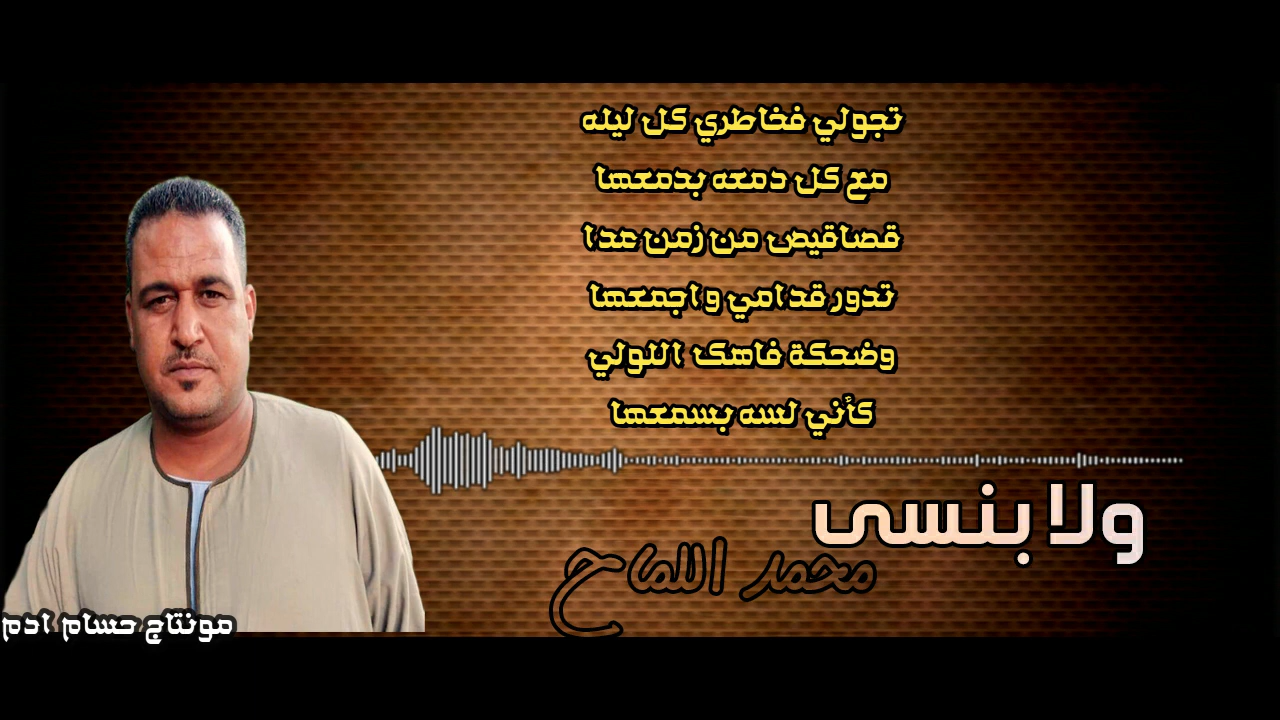 تجولي فخاطري كل ليله
مع كل دمعه بدمعها
قصاقيص من زمن عدا
تدور قدامي واجمعها
وضحكة فاهك اللولي
كأني لسه بسمعها
ولا بنسى
محمد اللماح
مونتاج حسام ادم